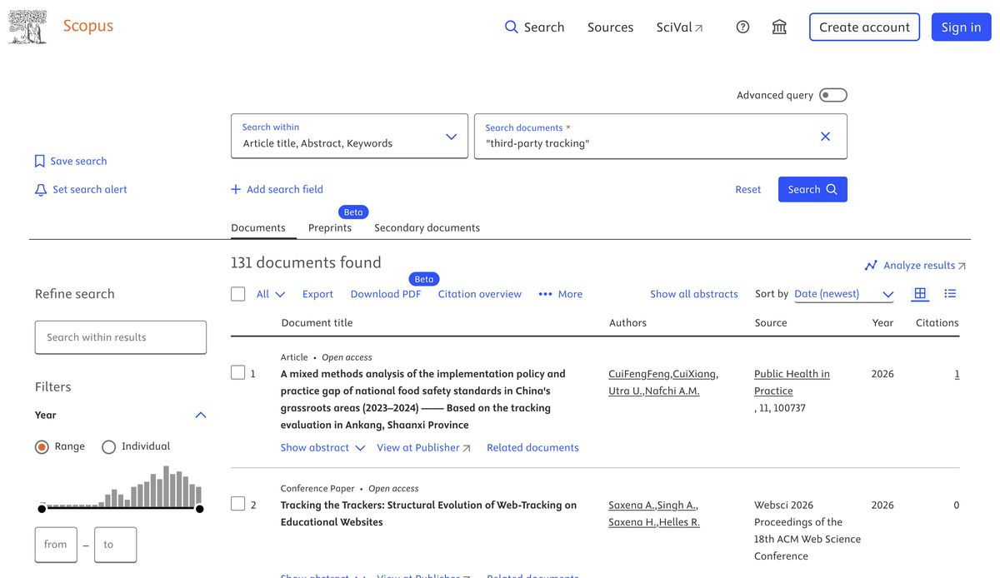 Scopus
Search
Sources
SciVal
Create account
Sign in
Advanced query
Search within
Article title, Abstract, Keywords
Search documents *
"third-party tracking"
Save search
Set search alert
Add search field
Reset
Search
Beta
Documents
Preprints
Secondary documents
131 documents found
Analyze results
Refine search
Search within results
Filters
Year
Range
Individual
from
–
to
Beta
All
Export
Download PDF
Citation overview
More
Show all abstracts
Sort by
Date (newest)
Document title
Authors
Source
Year
Citations
Article • Open access
1
A mixed methods analysis of the implementation policy and
practice gap of national food safety standards in China's
grassroots areas (2023–2024) —— Based on the tracking
evaluation in Ankang, Shaanxi Province
CuiFengFeng,CuiXiang,
Utra U.,Nafchi A.M.
Public Health in
Practice
, 11, 100737
2026
1
Show abstract
View at Publisher
Related documents
Conference Paper • Open access
2
Tracking the Trackers: Structural Evolution of Web-Tracking on
Educational Websites
Saxena A.,Singh A.,
Saxena H.,Helles R.
Websci 2026
Proceedings of the
18th ACM Web Science
Conference
2026
0
Show abstract
View at Publisher
Related documents